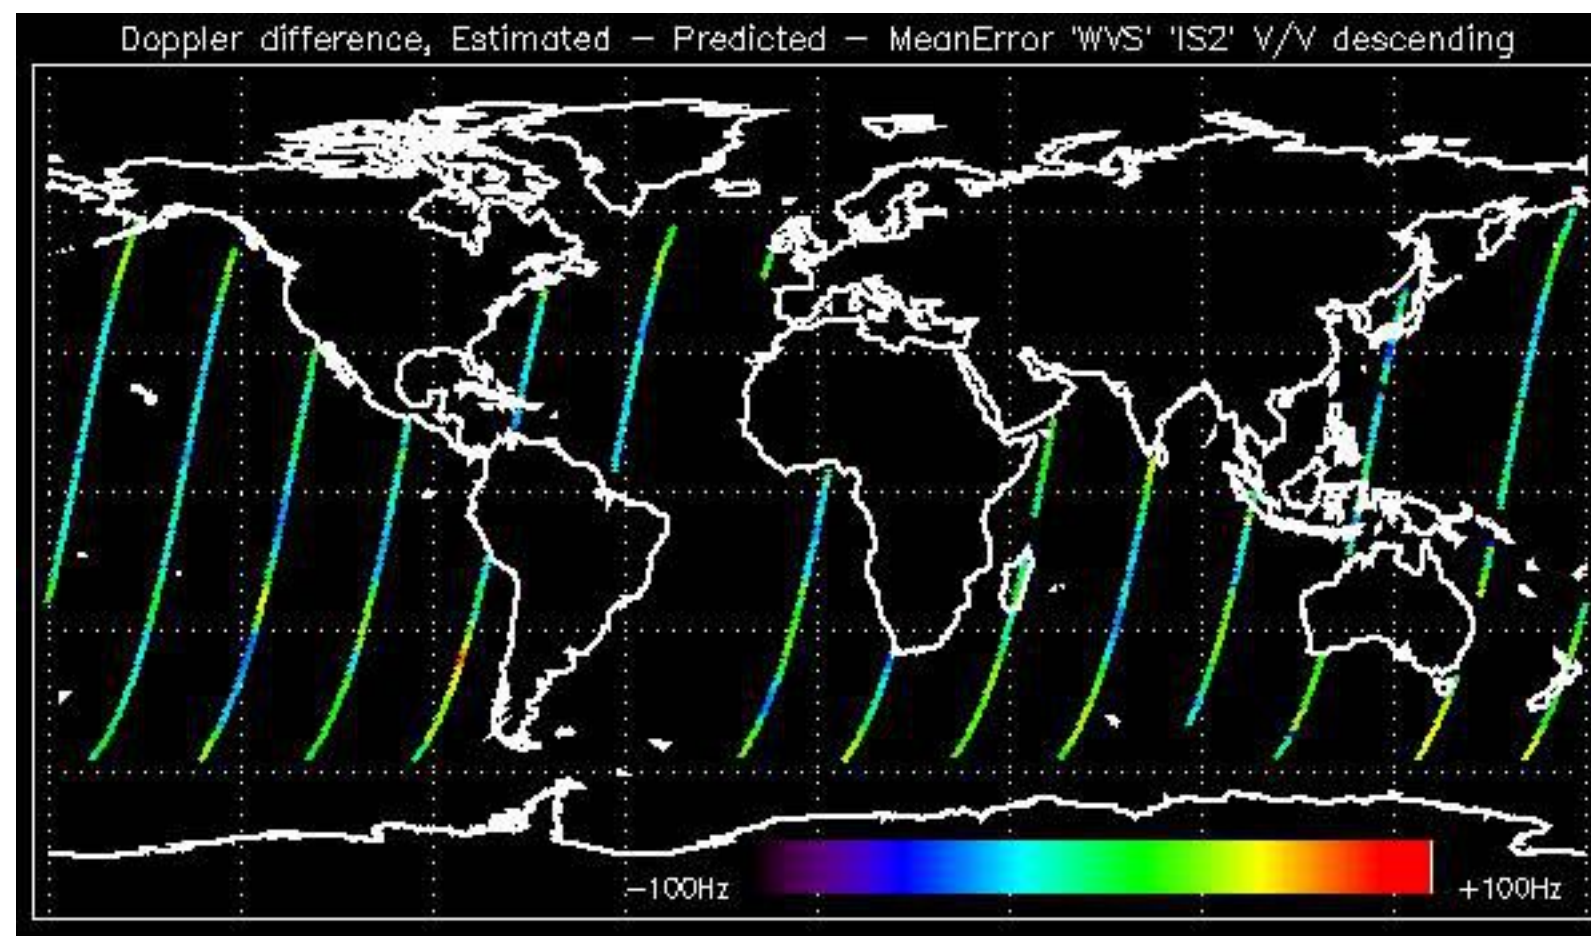 Doppler difference, Estimated – Predicted – MeanError 'WVS' 'IS2' V/V descending
–100Hz
+100Hz